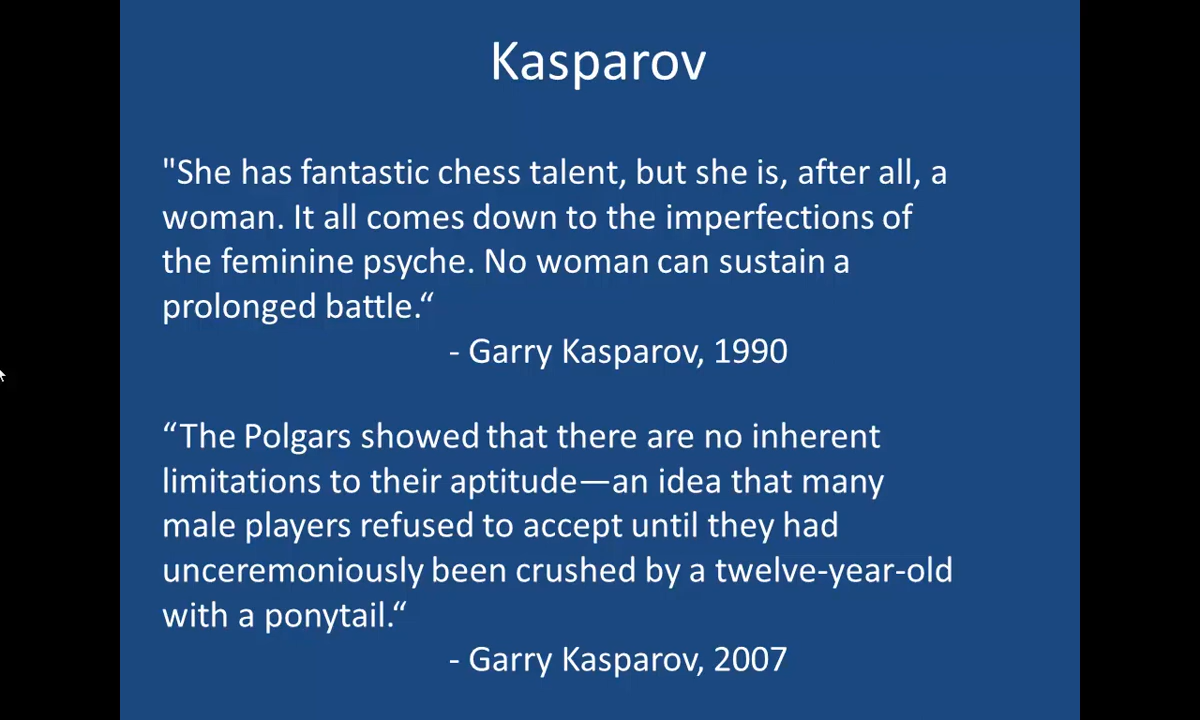 Kasparov
"She has fantastic chess talent, but she is, after all, a
woman. It all comes down to the imperfections of
the feminine psyche. No woman can sustain a
prolonged battle.“
- Garry Kasparov, 1990
“The Polgars showed that there are no inherent
limitations to their aptitude—an idea that many
male players refused to accept until they had
unceremoniously been crushed by a twelve-year-old
with a ponytail.“
- Garry Kasparov, 2007